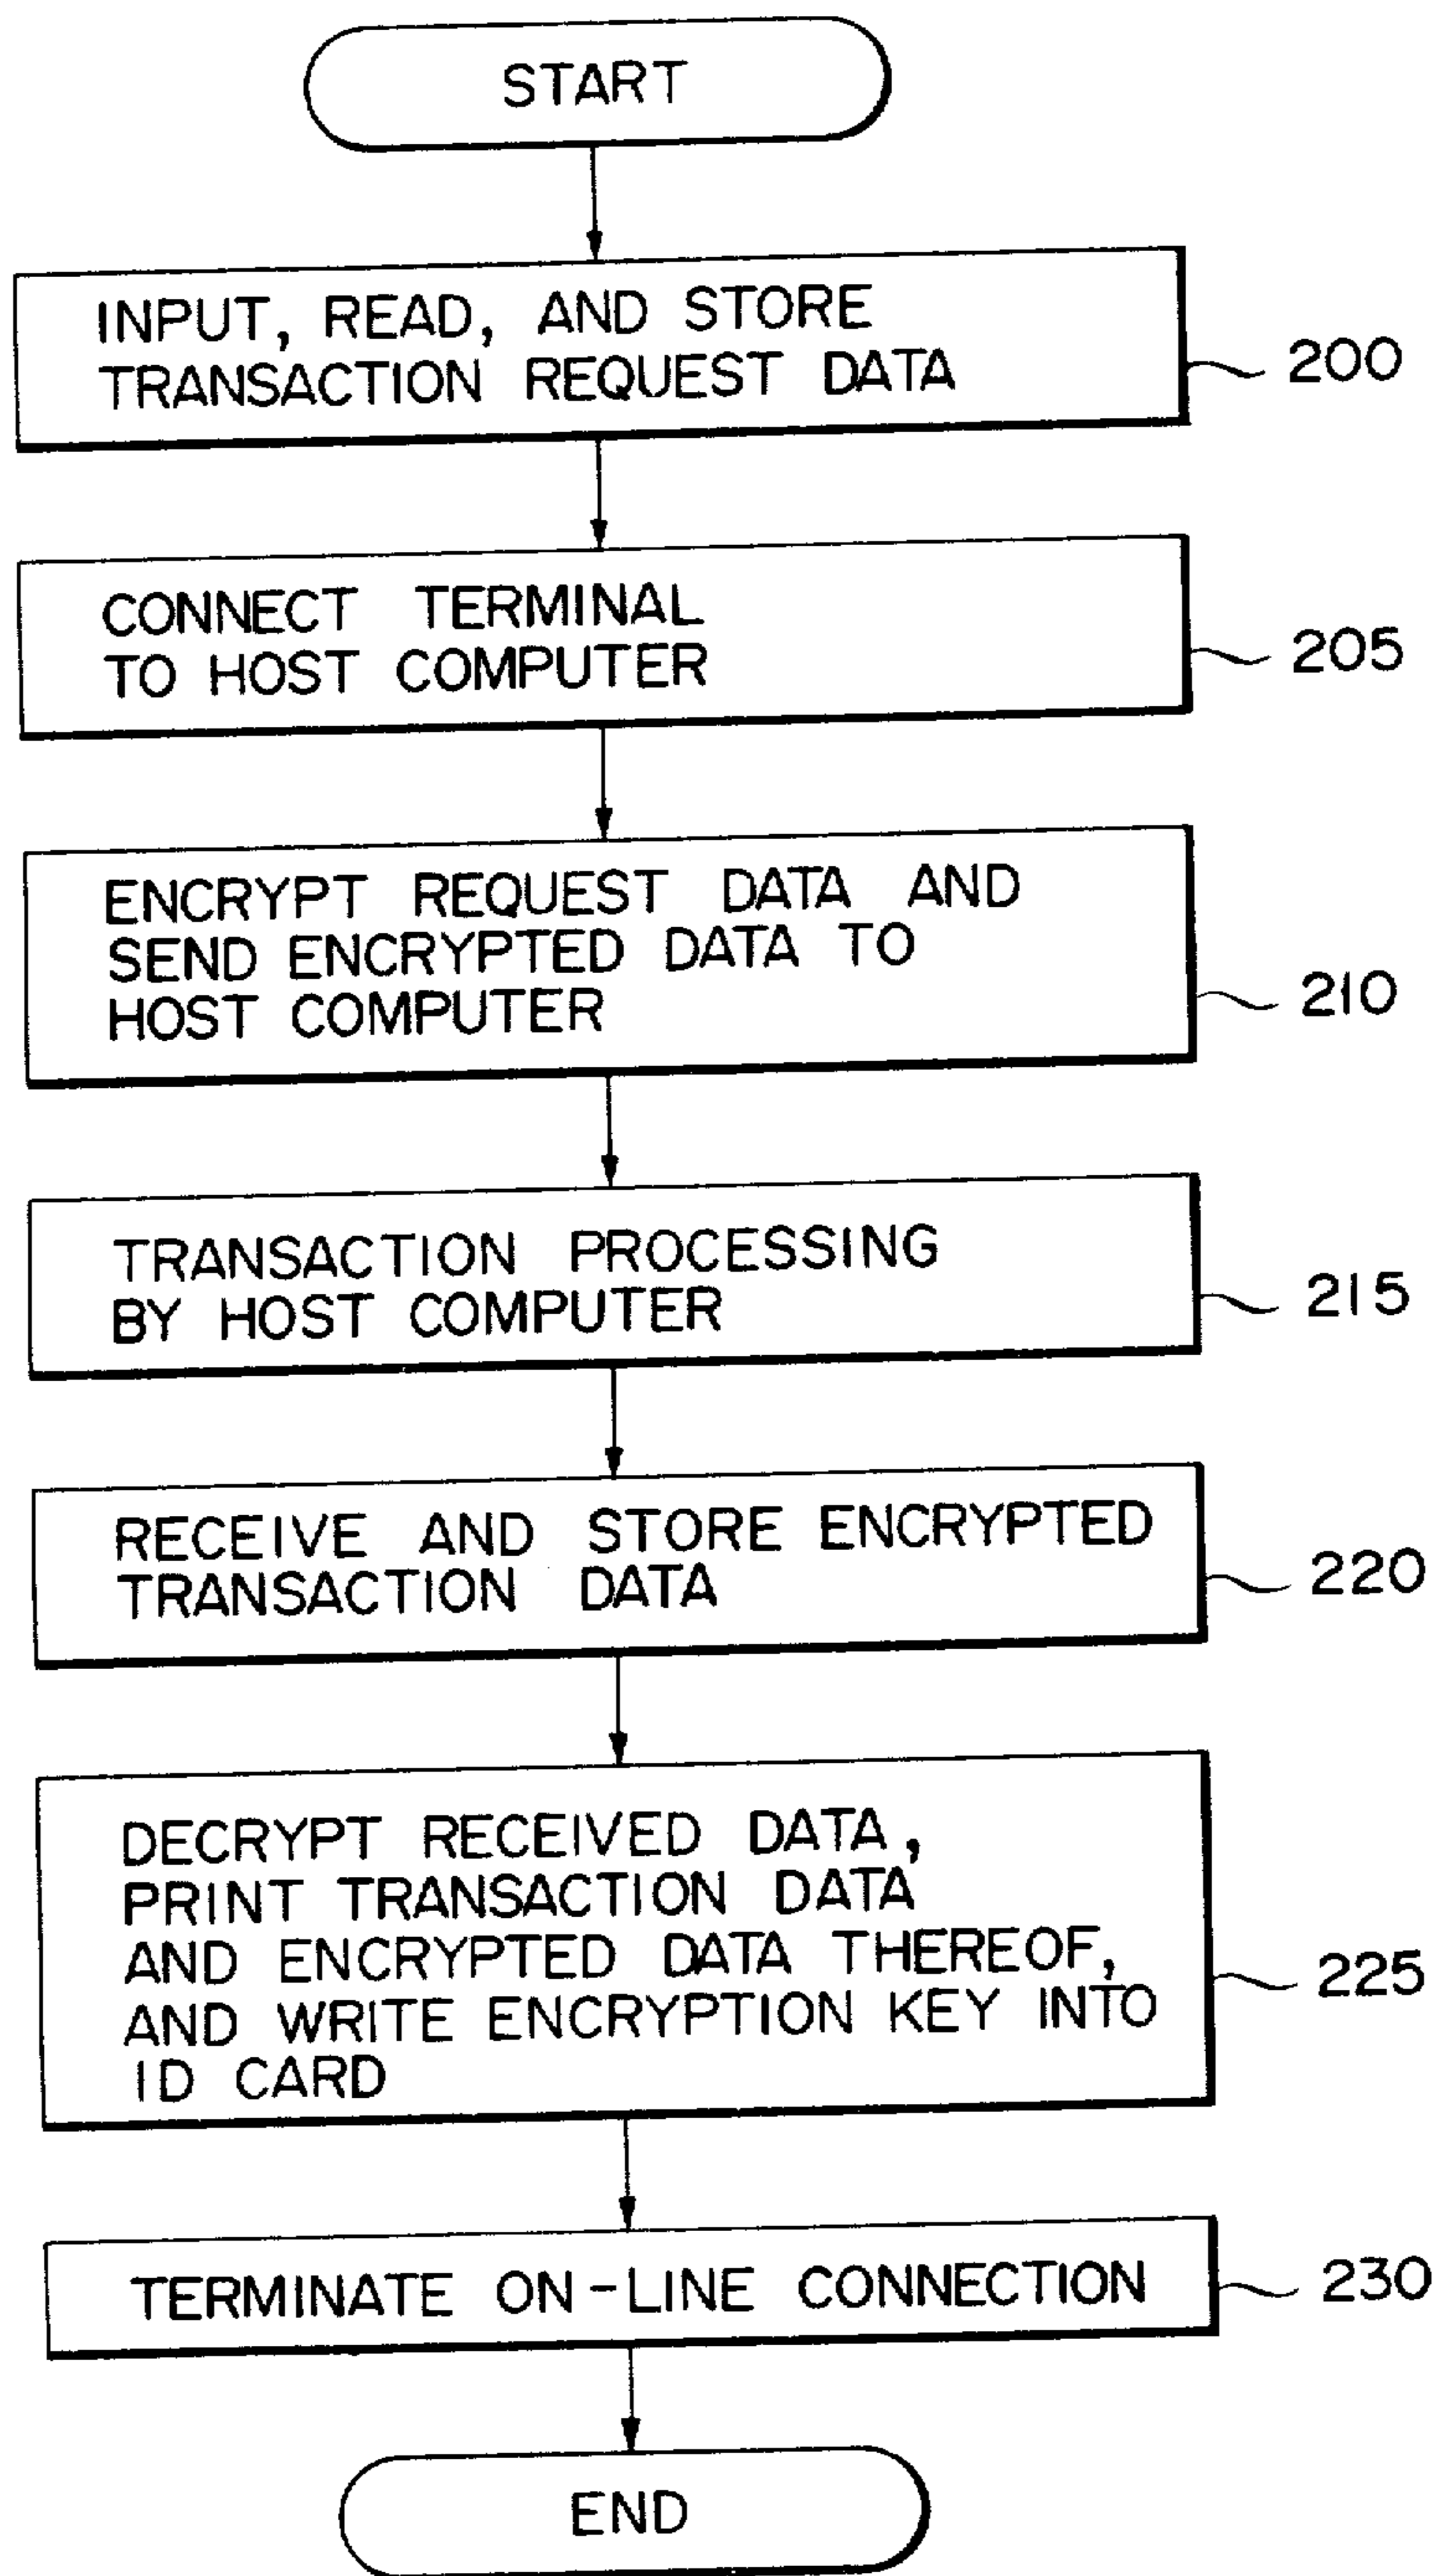 START
INPUT, READ, AND STORE
TRANSACTION REQUEST DATA
200
CONNECT TERMINAL
TO HOST COMPUTER
205
ENCRYPT REQUEST DATA AND
SEND ENCRYPTED DATA TO
HOST COMPUTER
210
TRANSACTION PROCESSING
BY HOST COMPUTER
215
RECEIVE AND STORE ENCRYPTED
TRANSACTION DATA
220
DECRYPT RECEIVED DATA,
PRINT TRANSACTION DATA
AND ENCRYPTED DATA THEREOF,
AND WRITE ENCRYPTION KEY INTO
ID CARD
225
TERMINATE ON-LINE CONNECTION
230
END